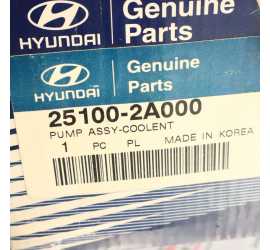 Genuine
HYUNDAI
Parts
Genuine
HYUNDAI
Parts
25100-2A000
PUMP ASSY-COOLENT
1 PC PL MADE IN KOREA